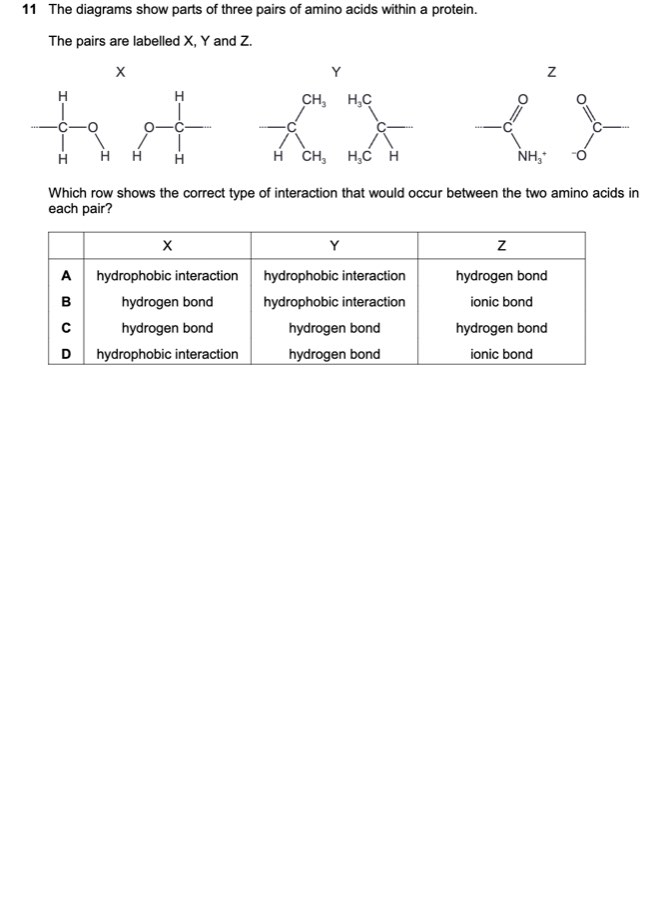 11 The diagrams show parts of three pairs of amino acids within a protein.
The pairs are labelled X, Y and Z.
X Y Z
H H CH₃ H₃C O O
C O O C C C C C
H H H H H CH₃ H₃C H NH₃⁺ ⁻O
Which row shows the correct type of interaction that would occur between the two amino acids in
each pair?
X Y Z
A hydrophobic interaction hydrophobic interaction hydrogen bond
B hydrogen bond hydrophobic interaction ionic bond
C hydrogen bond hydrogen bond hydrogen bond
D hydrophobic interaction hydrogen bond ionic bond